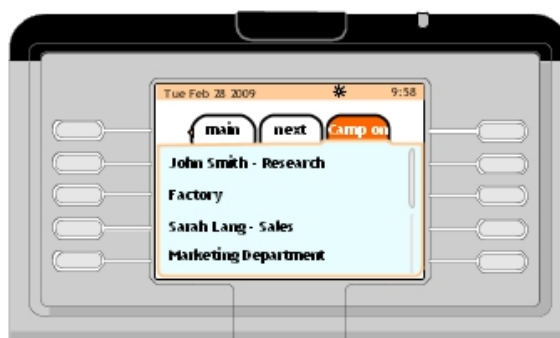 Tue Feb 28 2009 9:58
main next Camp on
John Smith - Research
Factory
Sarah Lang - Sales
Marketing Department